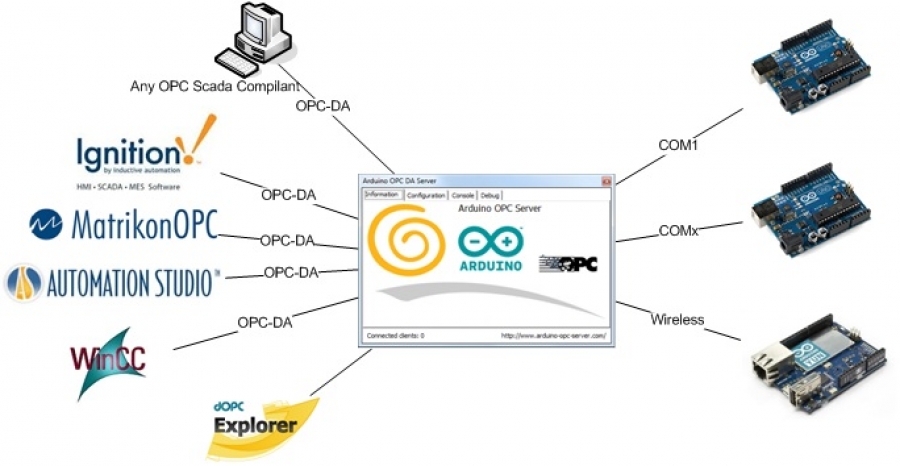 Any OPC Scada Compliant
OPC-DA
Ignition!™
by inductive automation
HMI • SCADA • MES Software
OPC-DA
MatrikonOPC
OPC-DA
AUTOMATION STUDIO™
OPC-DA
WinCC
OPC-DA
dOPC
Explorer
Arduino OPC DA Server
Information
Configuration
Console
Debug
Arduino OPC Server
ARDUINO
OPC
Connected clients: 0
http://www.arduino-opc-server.com/
COM1
COMx
Wireless